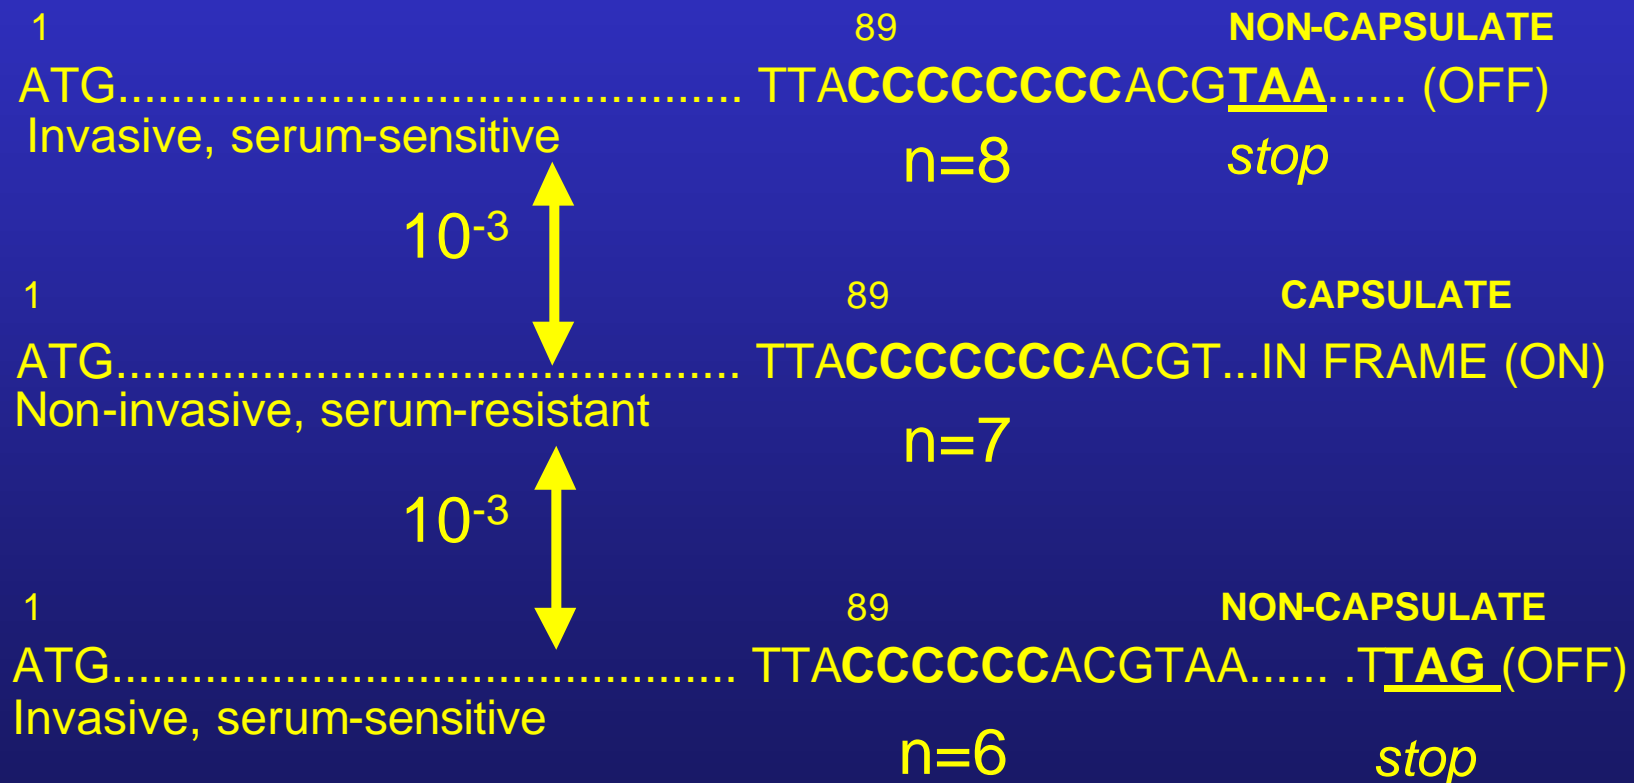 1 89 NON-CAPSULATE
ATG............................................... TTACCCCCCCCACGTAA...... (OFF)
Invasive, serum-sensitive
n=8 stop
10-3
1 89 CAPSULATE
ATG............................................... TTACCCCCCCACGT...IN FRAME (ON)
Non-invasive, serum-resistant
n=7
10-3
1 89 NON-CAPSULATE
ATG............................................... TTACCCCCCACGTAA...... .TTAG (OFF)
Invasive, serum-sensitive
n=6 stop